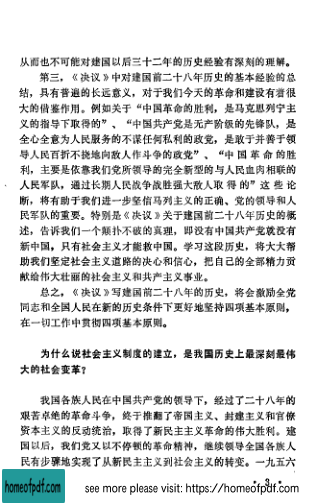 从而也不可能对建国以后三十二年的历史经验有深刻的理解。
第三，《决议》中对建国前二十八年历史的基本经验的总
结，具有普遍的长远意义，对于我们今天的革命和建设有着很
大的借鉴作用。例如关于“中国革命的胜利，是马克思列宁主
义的指导下取得的”、“中国共产党是无产阶级的先锋队，是
全心全意为人民服务的不谋任何私利的政党，是敢于并善于领
导人民百折不挠地向敌人作斗争的政党”、“中国革命的胜
利，主要是依靠我们党所领导的完全新型的与人民血肉相联的
人民军队，通过长期人民战争战胜强大敌人取得的”这些论
断，将有助于我们进一步坚信马列主义的正确、党的领导和人
民军队的重要。特别是《决议》关于建国前二十八年历史的概
述，告诉我们一个颠扑不破的真理，即没有中国共产党就没有
新中国，只有社会主义才能救中国。学习这段历史，将大大帮
助我们坚定社会主义道路的决心和信心，把自己的全部精力贡
献给伟大壮丽的社会主义和共产主义事业。
总之，《决议》写建国前二十八年的历史，将会激励全党
同志和全国人民在新的历史条件下更好地坚持四项基本原则，
在一切工作中贯彻四项基本原则。
为什么说社会主义制度的建立，是我国历史上最深刻最伟
大的社会变革？
我国各族人民在中国共产党的领导下，经过了二十八年的
艰苦卓绝的革命斗争，终于推翻了帝国主义、封建主义和官僚
资本主义的反动统治，取得了新民主主义革命的伟大胜利。建
国以后，我们党又以不停顿的革命精神，继续领导全国各族人
民有步骤地实现了从新民主主义到社会主义的转变。一九五六
• 3 •
homeofpdf.com
see more please visit: https://homeofpdf.com